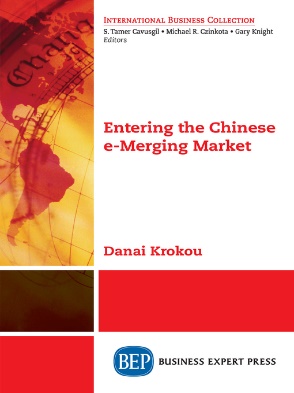 International Business Collection
S. Tamer Cavusgil • Michael R. Czinkota • Gary Knight
Editors
Chang
Entering the Chinese
e-Merging Market
Danai Krokou
BEP BUSINESS EXPERT PRESS